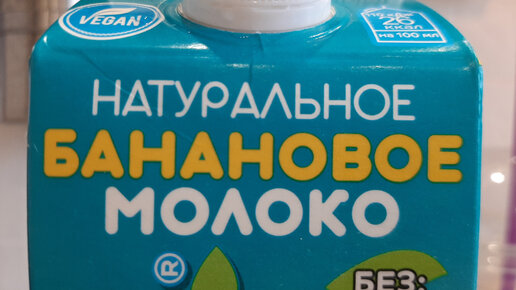 VEGAN
ккал
на 100 мл
НАТУРАЛЬНОЕ
БАНАНОВОЕ
МОЛОКО
®
БЕЗ: